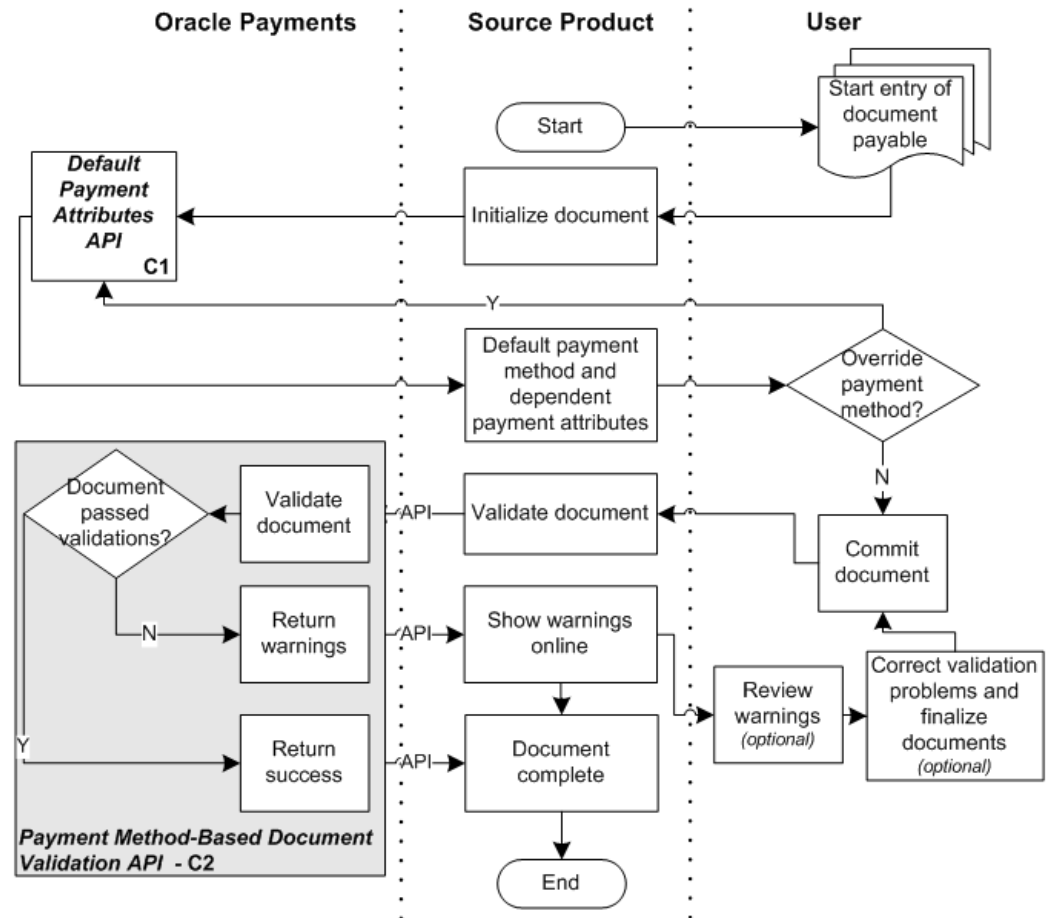 Oracle Payments
Source Product
User
Start
Start entry of
document
payable
Default
Payment
Attributes
API
C1
Initialize document
Y
Default payment
method and
dependent
payment attributes
Override
payment
method?
N
Document
passed
validations?
Validate
document
API
Validate document
Commit
document
N
Return
warnings
API
Show warnings
online
Review
warnings
(optional)
Correct validation
problems and
finalize
documents
(optional)
Y
Return
success
API
Document
complete
Payment Method-Based Document
Validation API - C2
End